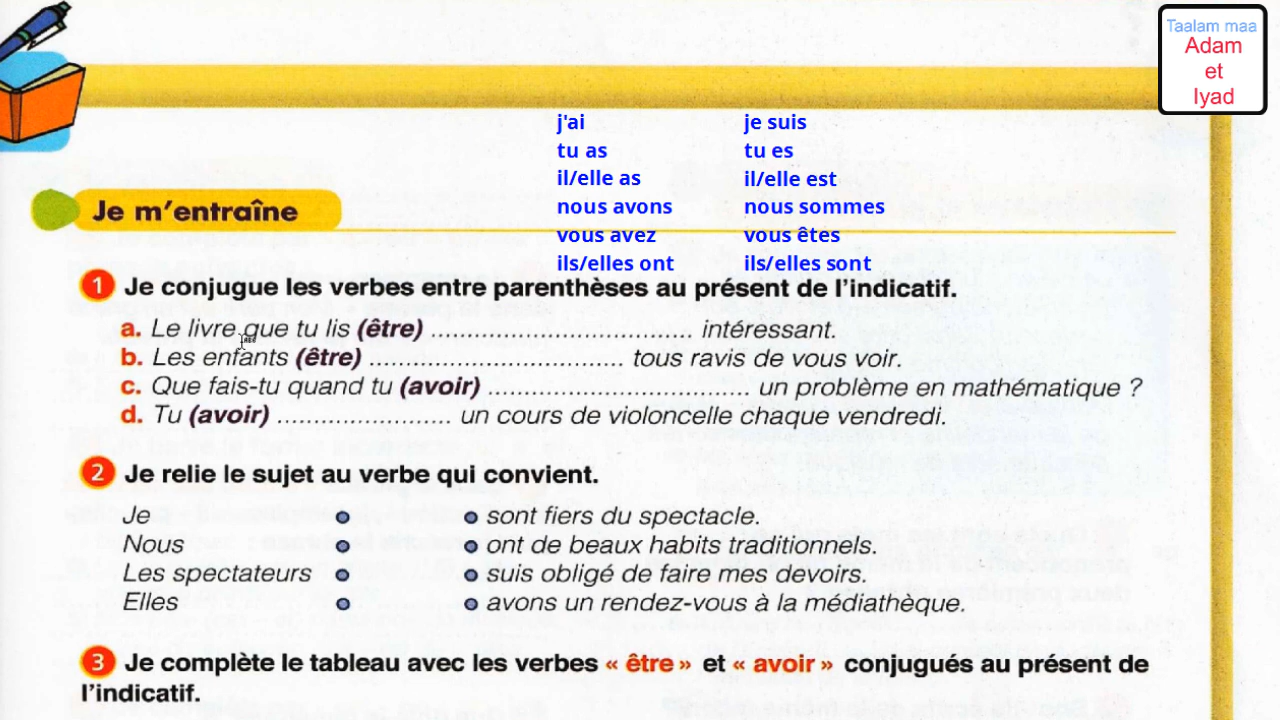 Taalam maa
Adam
et
Iyad
j'ai
tu as
il/elle as
nous avons
vous avez
ils/elles ont
je suis
tu es
il/elle est
nous sommes
vous êtes
ils/elles sont
Je m'entraîne
1 Je conjugue les verbes entre parenthèses au présent de l'indicatif.
a. Le livre que tu lis (être) ........................................ intéressant.
b. Les enfants (être) ........................................ tous ravis de vous voir.
c. Que fais-tu quand tu (avoir) ........................................ un problème en mathématique ?
d. Tu (avoir) .......................... un cours de violoncelle chaque vendredi.
2 Je relie le sujet au verbe qui convient.
Je sont fiers du spectacle.
Nous ont de beaux habits traditionnels.
Les spectateurs suis obligé de faire mes devoirs.
Elles avons un rendez-vous à la médiathèque.
3 Je complète le tableau avec les verbes « être » et « avoir » conjugués au présent de
l'indicatif.